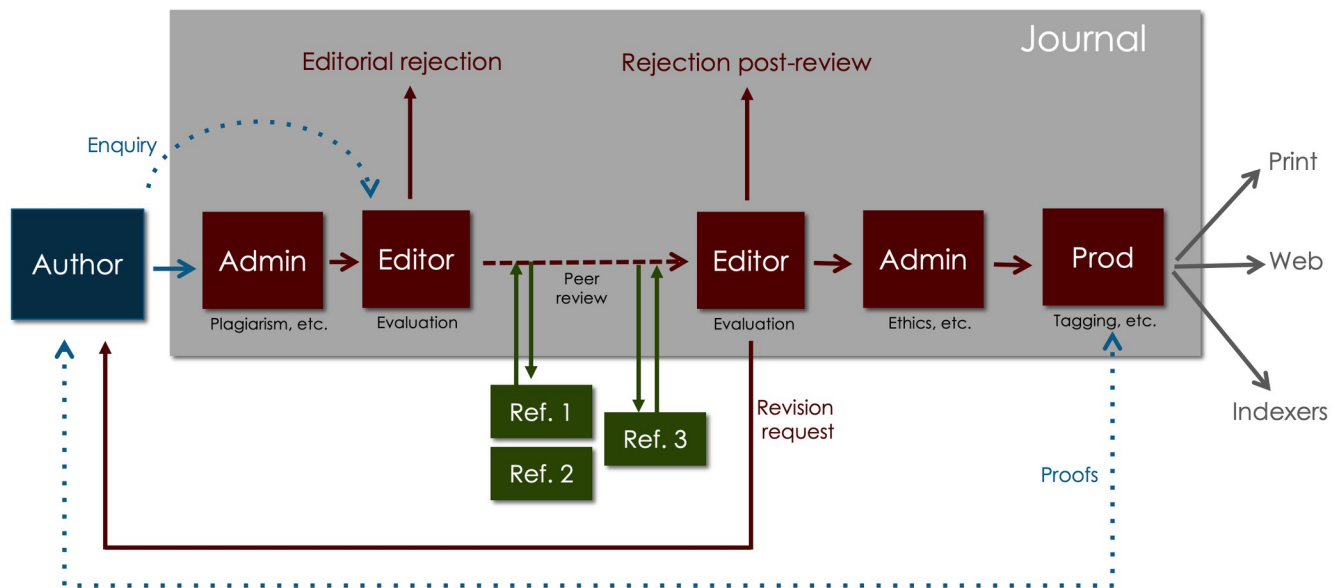 Journal
Editorial rejection
Rejection post-review
Enquiry
Print
Author
Admin
Editor
Editor
Admin
Prod
Web
Peer
review
Plagiarism, etc.
Evaluation
Evaluation
Ethics, etc.
Tagging, etc.
Ref. 1
Ref. 2
Ref. 3
Revision
request
Indexers
Proofs